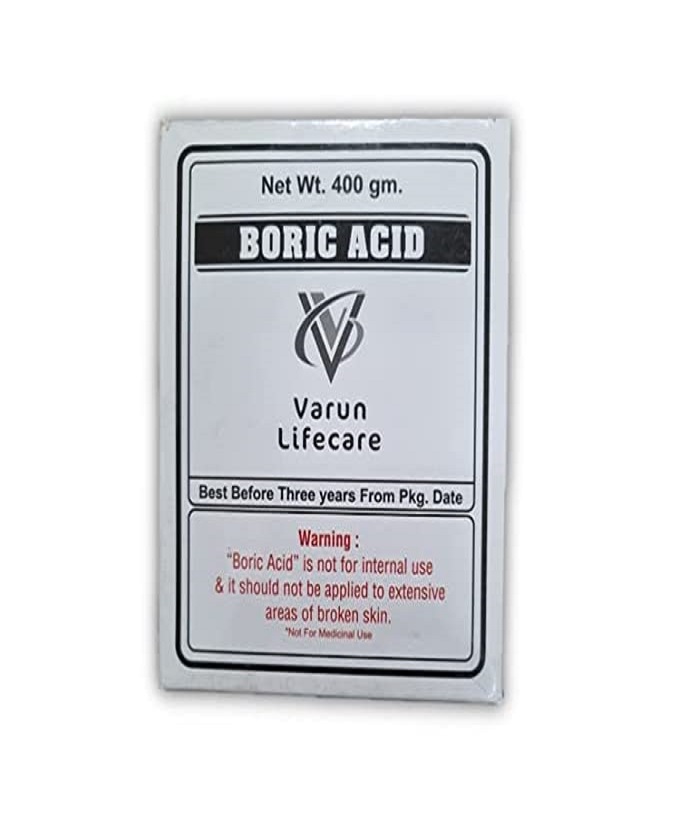 Net Wt. 400 gm.
BORIC ACID
Varun
Lifecare
Best Before Three years From Pkg. Date
Warning :
"Boric Acid" is not for internal use
& it should not be applied to extensive
areas of broken skin.
*Not For Medicinal Use